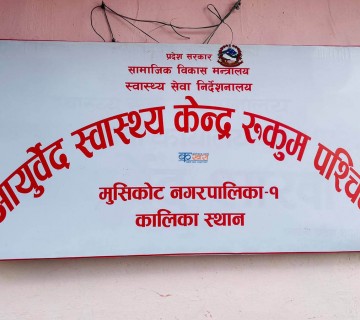 प्रदेश सरकार
सामाजिक विकास मन्त्रालय
स्वास्थ्य सेवा निर्देशनालय
आयुर्वेद स्वास्थ्य केन्द्र रुकुम
मुसिकोट नगरपालिका-१
कालिका स्थान